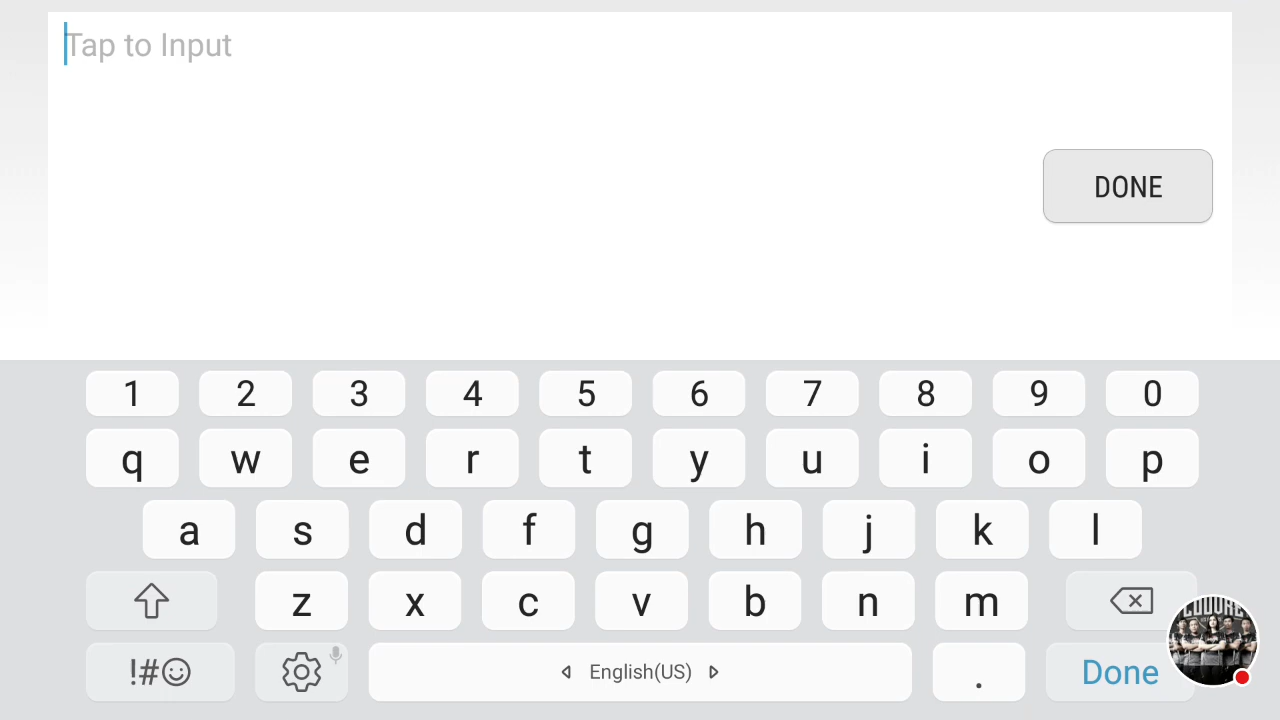 Tap to Input
DONE
1 2 3 4 5 6 7 8 9 0
q w e r t y u i o p
a s d f g h j k l
z x c v b n m
!#☺ English(US) . Done